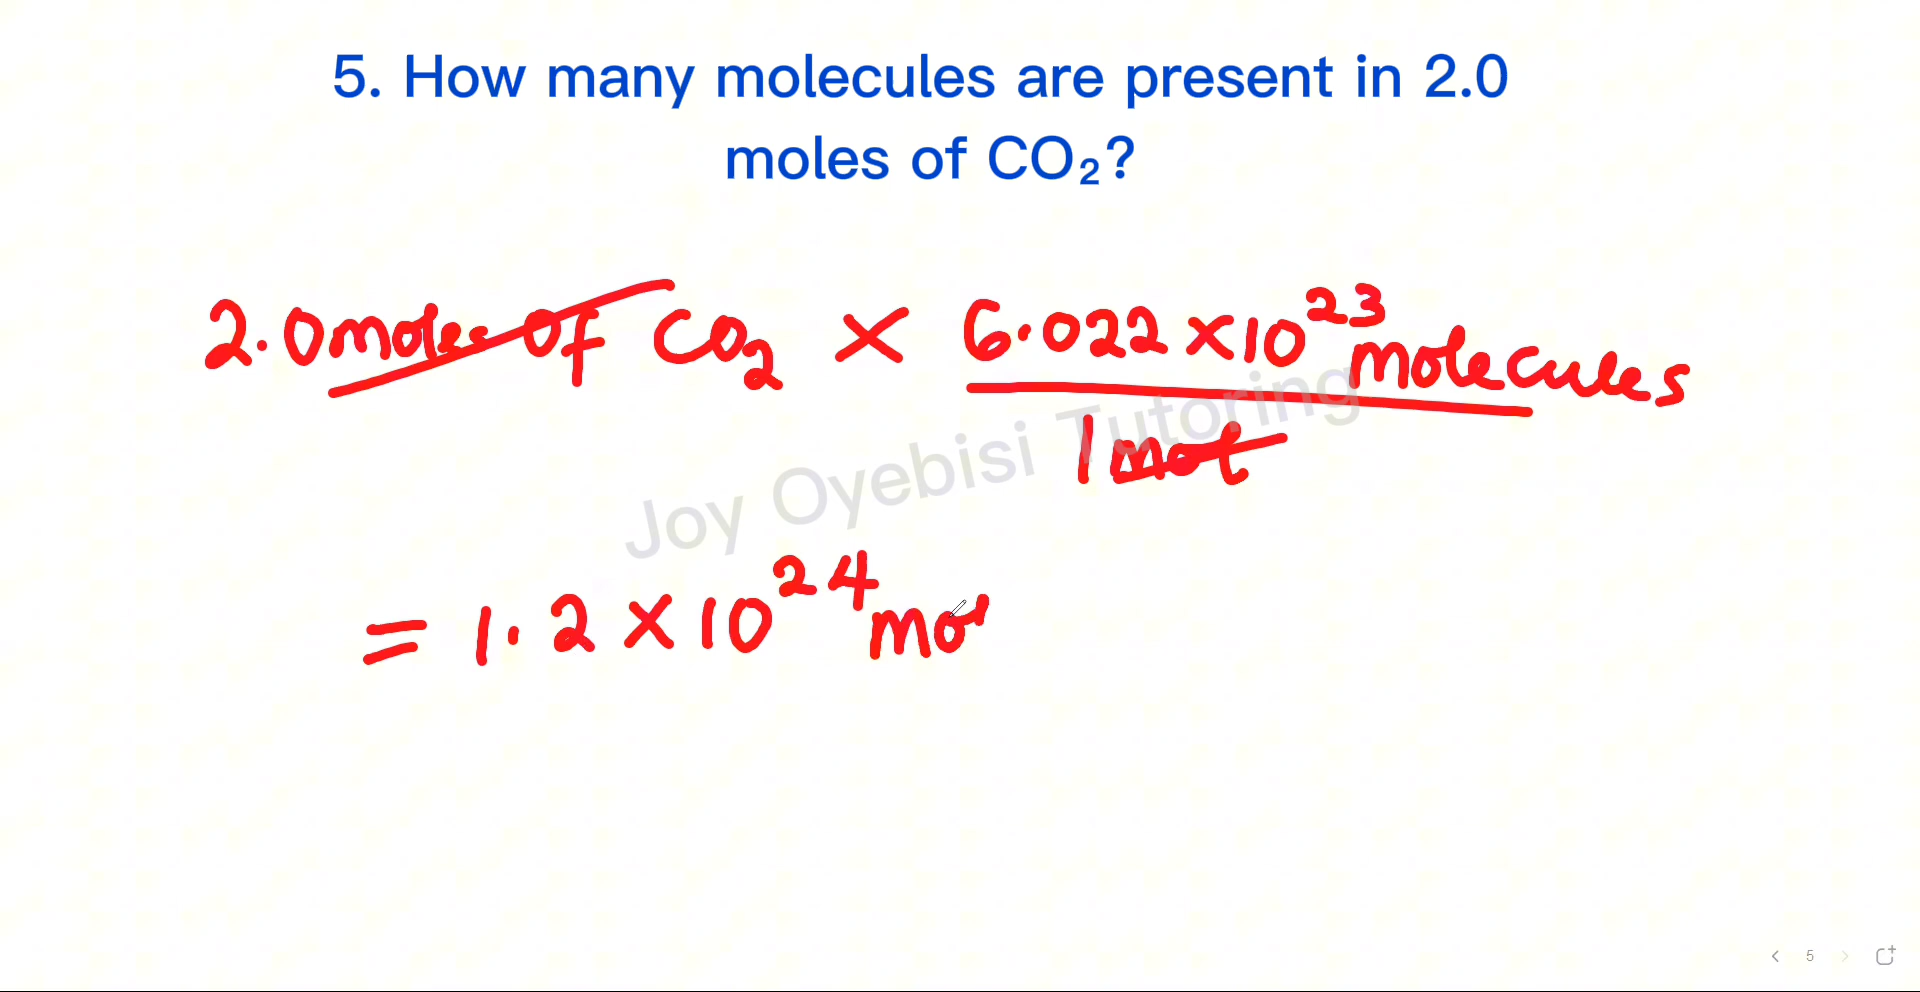 5. How many molecules are present in 2.0
moles of CO₂?
2.0 moles of CO₂ × 6.022 × 10²³ molecules
1 mol
Joy Oyebisi Tutoring
= 1.2 × 10²⁴ mol
5